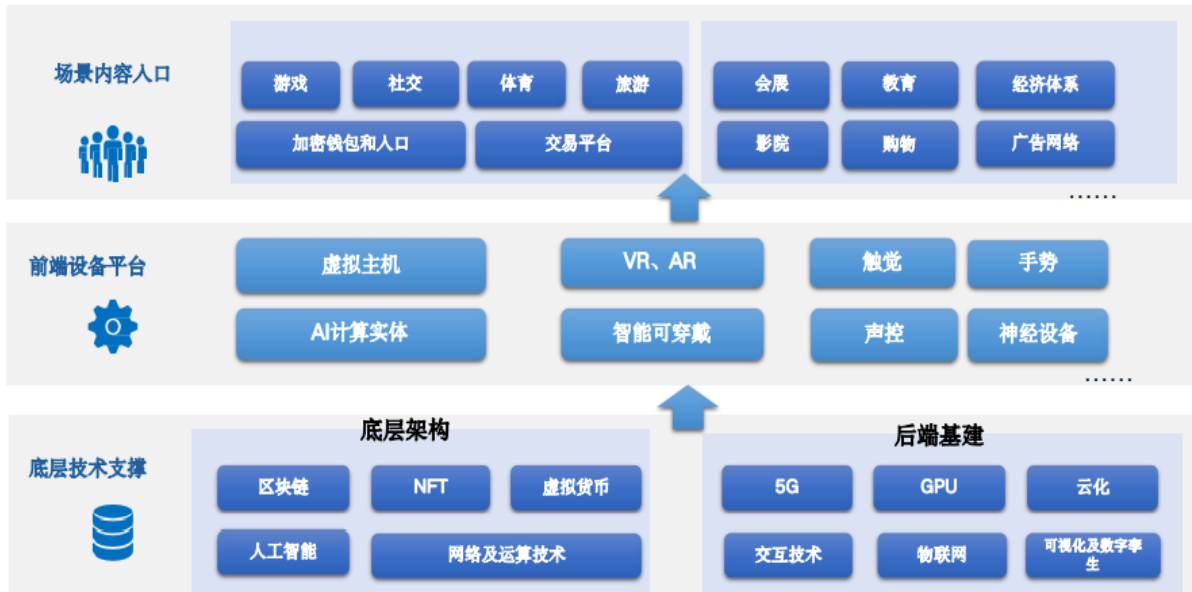 场景内容入口
游戏
社交
体育
旅游
会展
教育
经济体系
加密钱包和人口
交易平台
影院
购物
广告网络
......
前端设备平台
虚拟主机
VR、AR
触觉
手势
AI计算实体
智能可穿戴
声控
神经设备
......
底层架构
后端基建
底层技术支撑
区块链
NFT
虚拟货币
5G
GPU
云化
人工智能
网络及运算技术
交互技术
物联网
可视化及数字孪
生